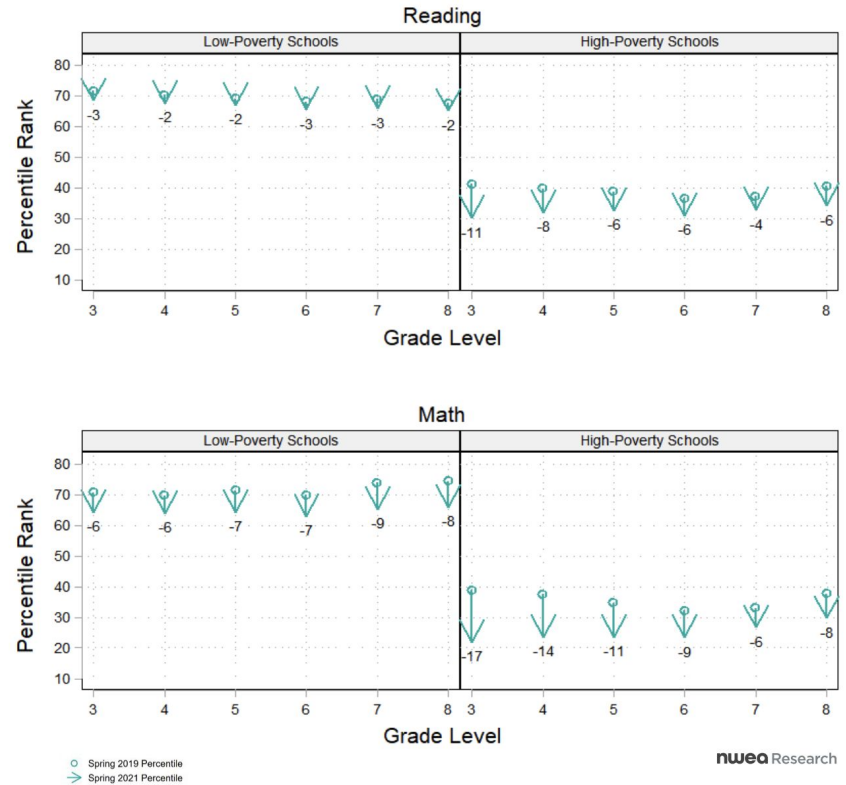 Reading
Low-Poverty Schools High-Poverty Schools
80
70
60
50
40
30
20
10
Percentile Rank
-3 -2 -2 -3 -3 -2
-11 -8 -6 -6 -4 -6
3 4 5 6 7 8 3 4 5 6 7 8
Grade Level
Math
Low-Poverty Schools High-Poverty Schools
80
70
60
50
40
30
20
10
Percentile Rank
-6 -6 -7 -7 -9 -8
-17 -14 -11 -9 -6 -8
3 4 5 6 7 8 3 4 5 6 7 8
Grade Level
Spring 2019 Percentile
Spring 2021 Percentile
nwea Research